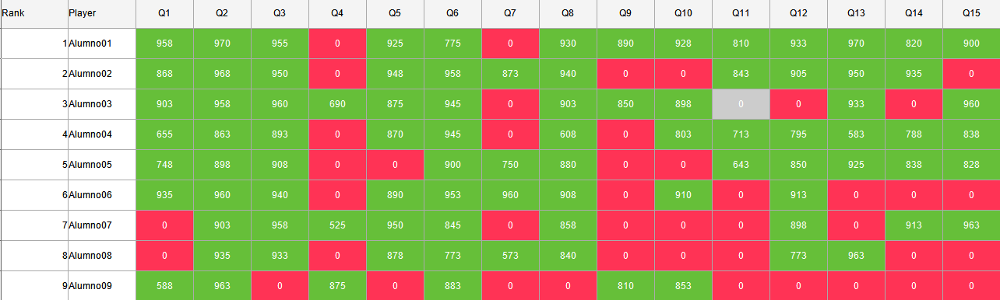 Rank Player Q1 Q2 Q3 Q4 Q5 Q6 Q7 Q8 Q9 Q10 Q11 Q12 Q13 Q14 Q15
1 Alumno01 958 970 955 0 925 775 0 930 890 928 810 933 970 820 900
2 Alumno02 868 968 950 0 948 958 873 940 0 0 843 905 950 935 0
3 Alumno03 903 958 960 690 875 945 0 903 850 898 0 0 933 0 960
4 Alumno04 655 863 893 0 870 945 0 608 0 803 713 795 583 788 838
5 Alumno05 748 898 908 0 0 900 750 880 0 0 643 850 925 838 828
6 Alumno06 935 960 940 0 890 953 960 908 0 910 0 913 0 0 0
7 Alumno07 0 903 958 525 950 845 0 858 0 0 0 898 0 913 963
8 Alumno08 0 935 933 0 878 773 573 840 0 0 0 773 963 0 0
9 Alumno09 588 963 0 875 0 883 0 0 810 853 0 0 0 0 0